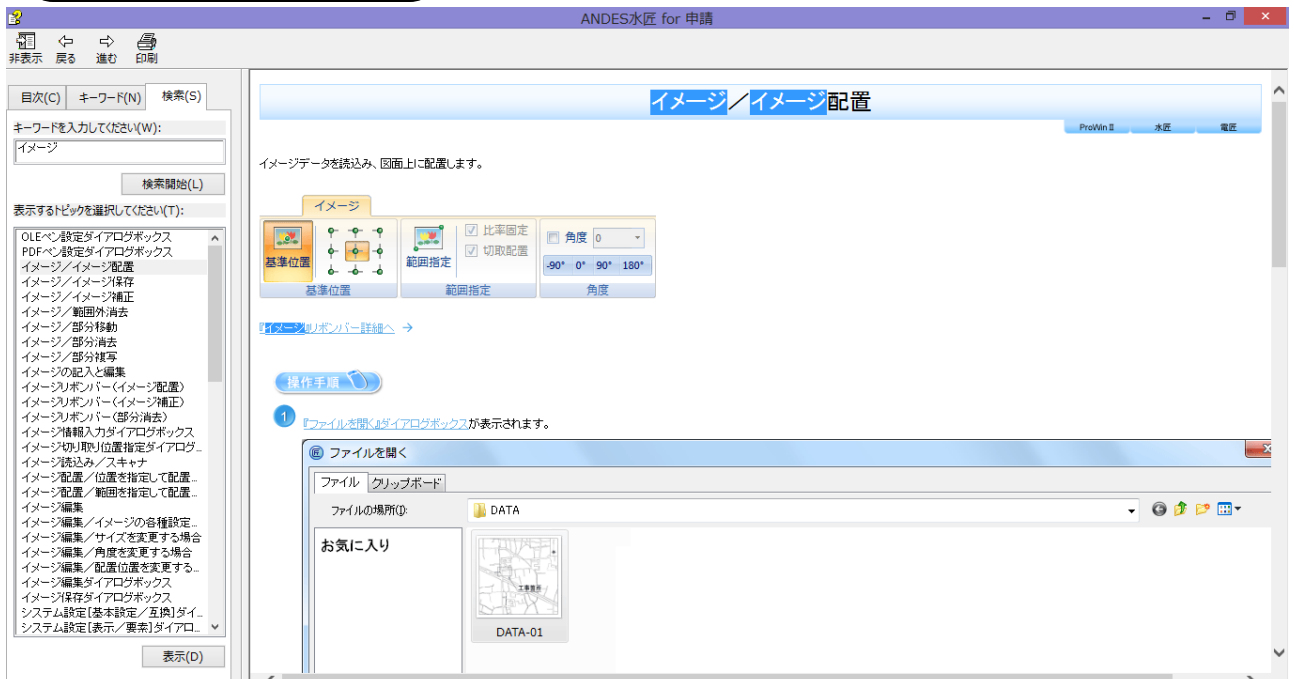 ANDES水匠 for 申請
非表示 戻る 進む 印刷
目次(C) キーワード(N) 検索(S)
キーワードを入力してください(W):
イメージ
検索開始(L)
表示するトピックを選択してください(T):
OLEペン設定ダイアログボックス
PDFペン設定ダイアログボックス
イメージ／イメージ配置
イメージ／イメージ保存
イメージ／イメージ補正
イメージ／範囲外消去
イメージ／部分移動
イメージ／部分消去
イメージ／部分複写
イメージの記入と編集
イメージリボンバー(イメージ配置)
イメージリボンバー(イメージ補正)
イメージリボンバー(部分消去)
イメージ情報入力ダイアログボックス
イメージ切り取り位置指定ダイアログ...
イメージ読込み／スキャナ
イメージ配置／位置を指定して配置...
イメージ配置／範囲を指定して配置...
イメージ編集
イメージ編集／イメージの各種設定...
イメージ編集／サイズを変更する場合
イメージ編集／角度を変更する場合
イメージ編集／配置位置を変更する...
イメージ編集ダイアログボックス
イメージ保存ダイアログボックス
システム設定[基本設定／互換]ダイ...
システム設定[表示／要素]ダイアロ...
表示(D)
イメージ／イメージ配置
ProWin II 水匠 電匠
イメージデータを読込み、図面上に配置します。
イメージ
基準位置 範囲指定 比率固定 切取配置 角度 0
-90° 0° 90° 180°
基準位置 範囲指定 角度
『イメージ』リボンバー詳細へ →
操作手順
1 『ファイルを開く』ダイアログボックスが表示されます。
ファイルを開く
ファイル クリップボード
ファイルの場所(I): DATA
お気に入り
工事箇所
DATA-01